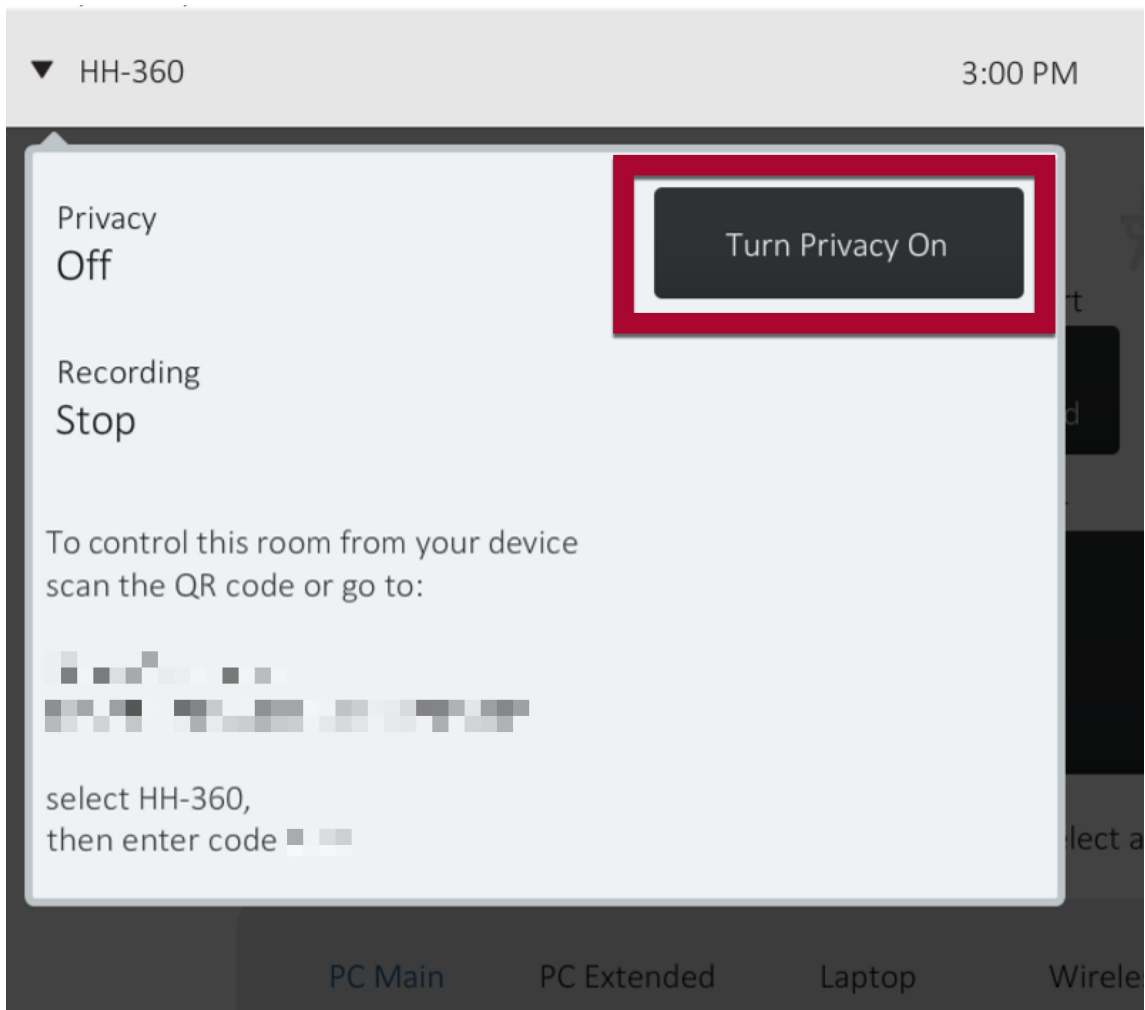 HH-360
3:00 PM
Privacy
Off
Turn Privacy On
Recording
Stop
To control this room from your device
scan the QR code or go to:
select HH-360,
then enter code
PC Main
PC Extended
Laptop